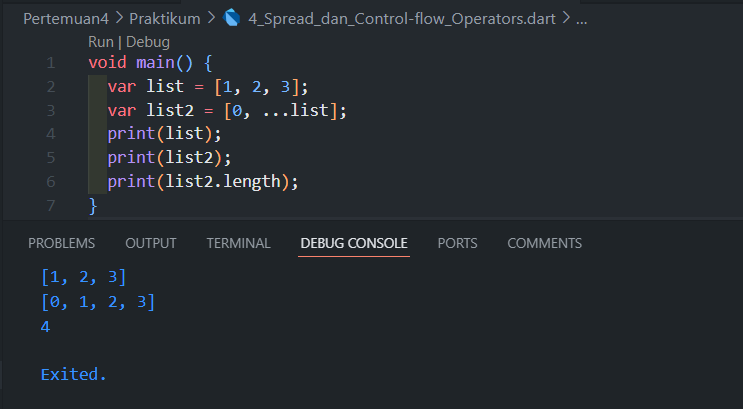 Pertemuan4 > Praktikum > 4_Spread_dan_Control-flow_Operators.dart > ...
Run | Debug
1 void main() {
2   var list = [1, 2, 3];
3   var list2 = [0, ...list];
4   print(list);
5   print(list2);
6   print(list2.length);
7 }
PROBLEMS OUTPUT TERMINAL DEBUG CONSOLE PORTS COMMENTS
[1, 2, 3]
[0, 1, 2, 3]
4
Exited.